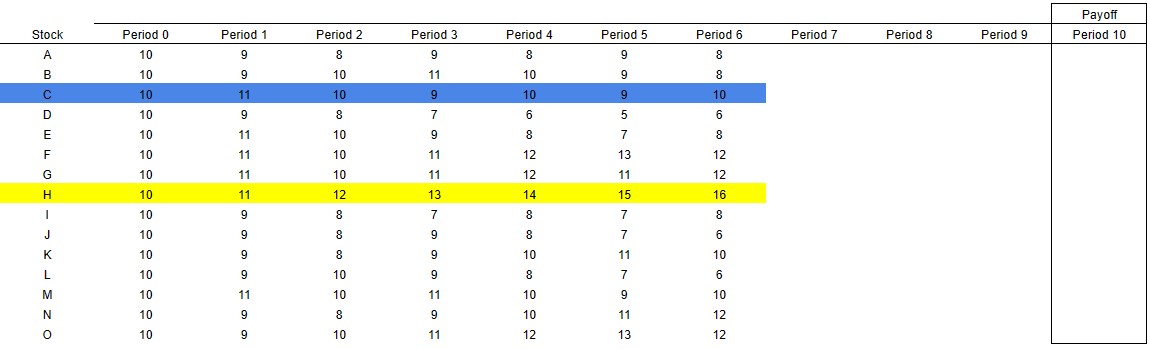 Payoff
Stock Period 0 Period 1 Period 2 Period 3 Period 4 Period 5 Period 6 Period 7 Period 8 Period 9 Period 10
A 10 9 8 9 8 9 8
B 10 9 10 11 10 9 8
C 10 11 10 9 10 9 10
D 10 9 8 7 6 5 6
E 10 11 10 9 8 7 8
F 10 11 10 11 12 13 12
G 10 11 10 11 12 11 12
H 10 11 12 13 14 15 16
I 10 9 8 7 8 7 8
J 10 9 8 9 8 7 6
K 10 9 8 9 10 11 10
L 10 9 10 9 8 7 6
M 10 11 10 11 10 9 10
N 10 9 8 9 10 11 12
O 10 9 10 11 12 13 12